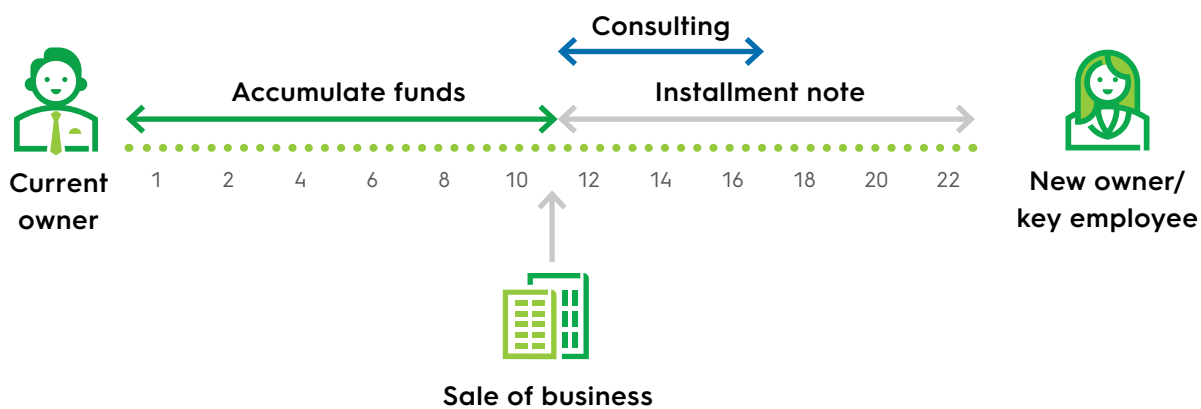 Consulting
Accumulate funds
Installment note
1 2 4 6 8 10 12 14 16 18 20 22
Current
owner
New owner/
key employee
Sale of business